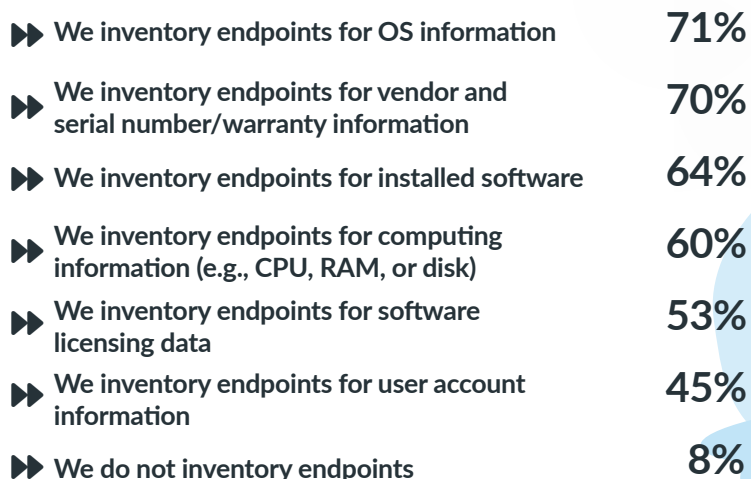 We inventory endpoints for OS information 71%
We inventory endpoints for vendor and
serial number/warranty information 70%
We inventory endpoints for installed software 64%
We inventory endpoints for computing
information (e.g., CPU, RAM, or disk) 60%
We inventory endpoints for software
licensing data 53%
We inventory endpoints for user account
information 45%
We do not inventory endpoints 8%